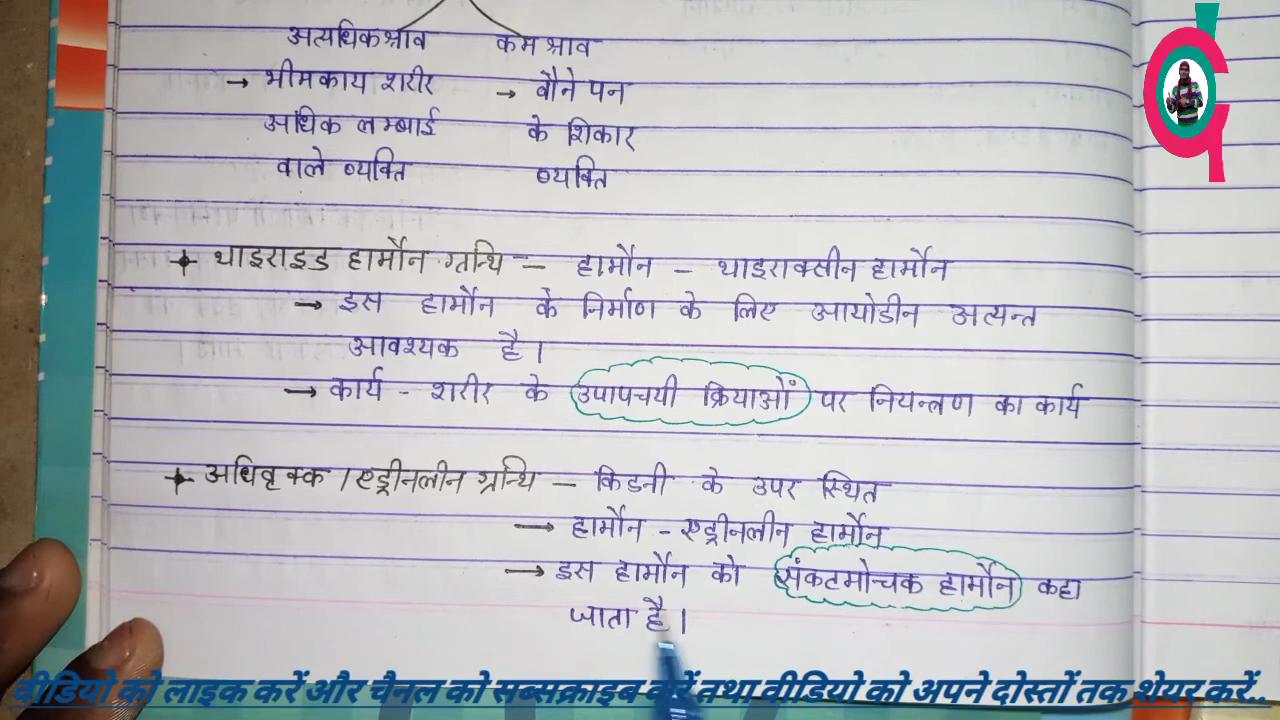 अत्यधिक श्राव कम श्राव
→ भीमकाय शरीर → बौने पन
अधिक लम्बाई के शिकार
वाले व्यक्ति व्यक्ति
थाइराइड हार्मोन ग्रन्थि – हार्मोन – थाइराक्सीन हार्मोन
→ इस हार्मोन के निर्माण के लिए आयोडीन अत्यन्त
आवश्यक है।
→ कार्य - शरीर के उपापचयी क्रियाओं पर नियन्त्रण का कार्य
अधिवृक्क / एड्रीनलीन ग्रन्थि – किडनी के उपर स्थित
→ हार्मोन - एड्रीनलीन हार्मोन
→ इस हार्मोन को संकटमोचक हार्मोन कहा
जाता है।
वीडियो को लाइक करें और चैनल को सब्सक्राइब करें तथा वीडियो को अपने दोस्तों तक शेयर करें..